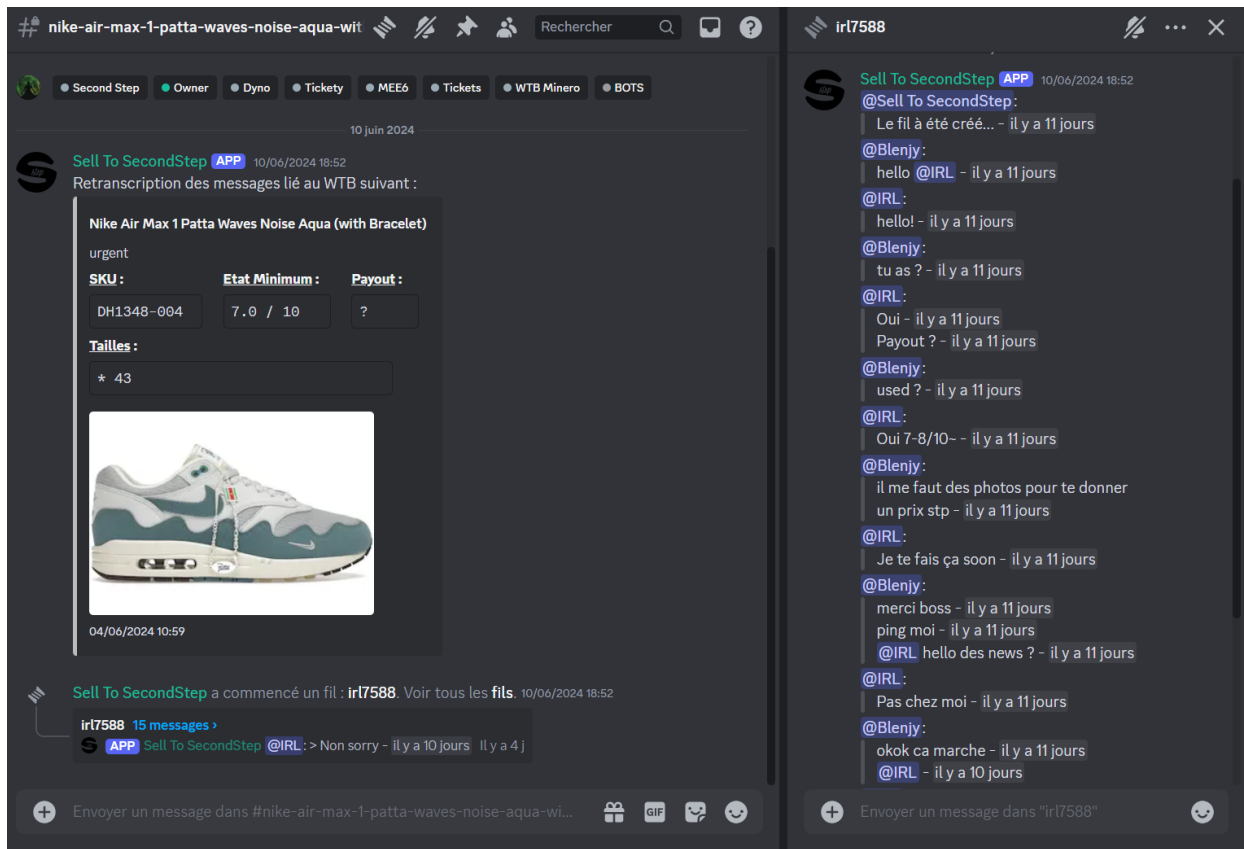 nike-air-max-1-patta-waves-noise-aqua-wit
Rechercher
Second Step
Owner
Dyno
Tickety
MEE6
Tickets
WTB Minero
BOTS
10 juin 2024
Sell To SecondStep APP 10/06/2024 18:52
Retranscription des messages lié au WTB suivant :
Nike Air Max 1 Patta Waves Noise Aqua (with Bracelet)
urgent
SKU : Etat Minimum : Payout :
DH1348-004 7.0 / 10 ?
Tailles :
* 43
04/06/2024 10:59
Sell To SecondStep a commencé un fil : irl7588. Voir tous les fils. 10/06/2024 18:52
irl7588 15 messages ›
APP Sell To SecondStep @IRL : > Non sorry - il y a 10 jours Il y a 4 j
Envoyer un message dans #nike-air-max-1-patta-waves-noise-aqua-wi...
GIF
irl7588
Sell To SecondStep APP 10/06/2024 18:52
@Sell To SecondStep:
Le fil à été créé... - il y a 11 jours
@Blenjy:
hello @IRL - il y a 11 jours
@IRL:
hello! - il y a 11 jours
@Blenjy:
tu as ? - il y a 11 jours
@IRL:
Oui - il y a 11 jours
Payout ? - il y a 11 jours
@Blenjy:
used ? - il y a 11 jours
@IRL:
Oui 7-8/10~ - il y a 11 jours
@Blenjy:
il me faut des photos pour te donner
un prix stp - il y a 11 jours
@IRL:
Je te fais ça soon - il y a 11 jours
@Blenjy:
merci boss - il y a 11 jours
ping moi - il y a 11 jours
@IRL hello des news ? - il y a 11 jours
@IRL:
Pas chez moi - il y a 11 jours
@Blenjy:
okok ca marche - il y a 11 jours
@IRL - il y a 10 jours
Envoyer un message dans "irl7588"